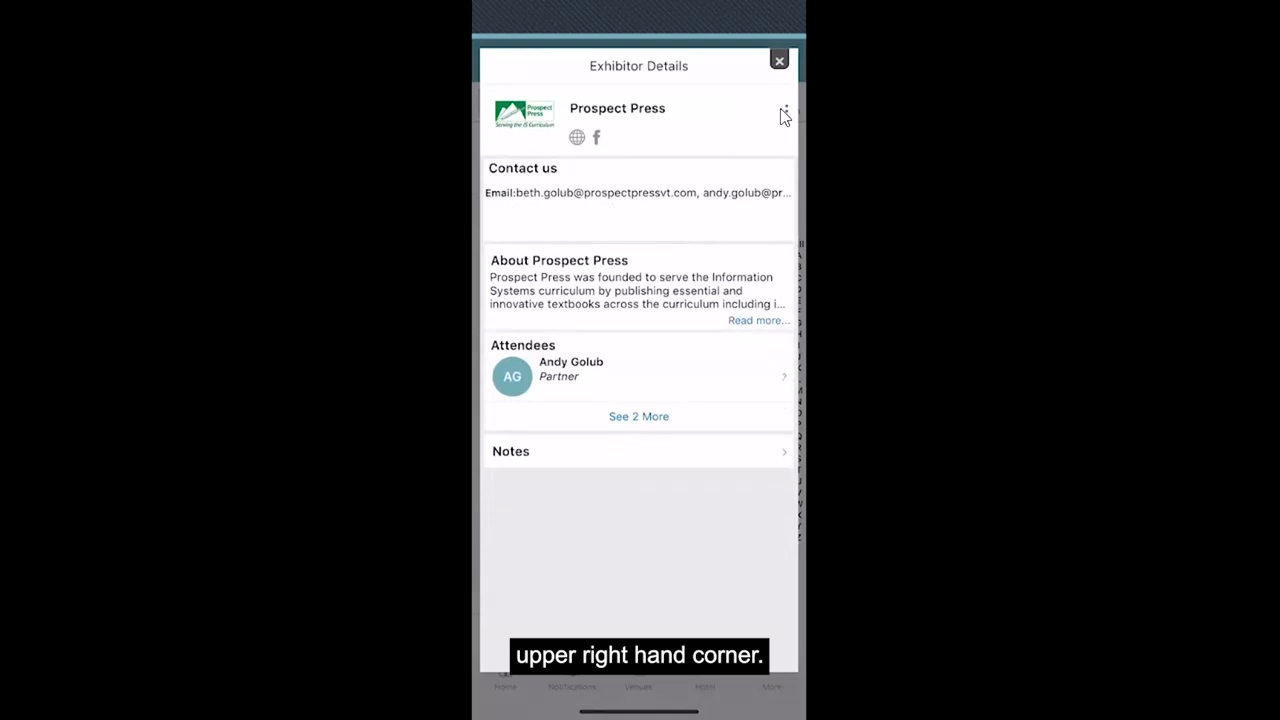 Exhibitor Details
Prospect
Press
Serving the IS Curriculum
Prospect Press
Contact us
Email:beth.golub@prospectpressvt.com, andy.golub@pr...
About Prospect Press
Prospect Press was founded to serve the Information
Systems curriculum by publishing essential and
innovative textbooks across the curriculum including i...
Read more...
Attendees
AG
Andy Golub
Partner
See 2 More
Notes
upper right hand corner.
Home
Notifications
Venues
Hotel
More